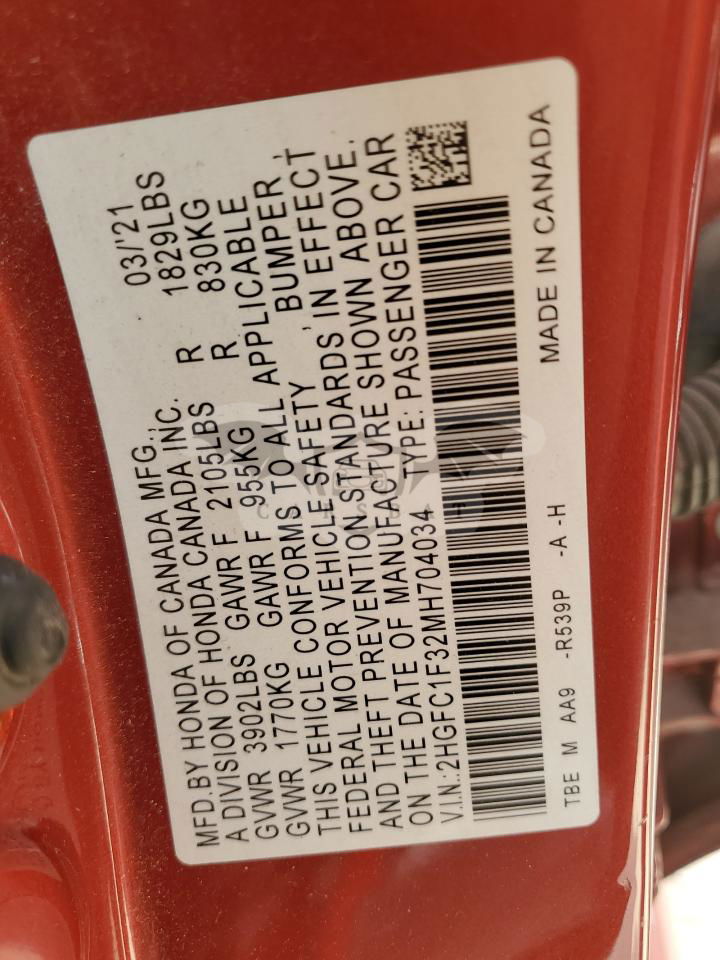 MFD.BY HONDA OF CANADA MFG., 03/'21
A DIVISION OF HONDA CANADA INC.
GVWR 3902LBS GAWR F 2105LBS R 1829LBS
GVWR 1770KG GAWR F 955KG R 830KG
THIS VEHICLE CONFORMS TO ALL APPLICABLE
FEDERAL MOTOR VEHICLE SAFETY, BUMPER,
AND THEFT PREVENTION STANDARDS IN EFFECT
ON THE DATE OF MANUFACTURE SHOWN ABOVE.
V.I.N.:2HGFC1F32MH704034 TYPE: PASSENGER CAR
TBE M AA9 -R539P -A -H
MADE IN CANADA